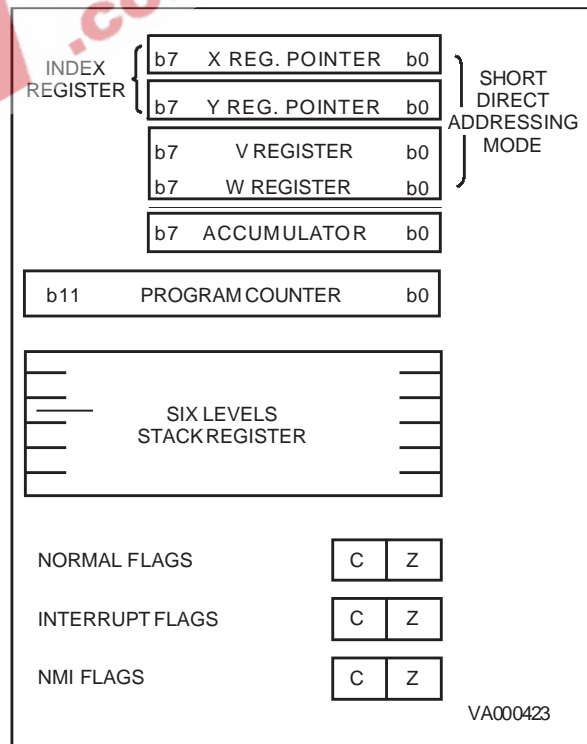 .co
INDEX
REGISTER
b7 X REG. POINTER b0
b7 Y REG. POINTER b0
b7 V REGISTER b0
b7 W REGISTER b0
SHORT
DIRECT
ADDRESSING
MODE
b7 ACCUMULATOR b0
b11 PROGRAM COUNTER b0
SIX LEVELS
STACK REGISTER
NORMAL FLAGS C Z
INTERRUPT FLAGS C Z
NMI FLAGS C Z
VA000423